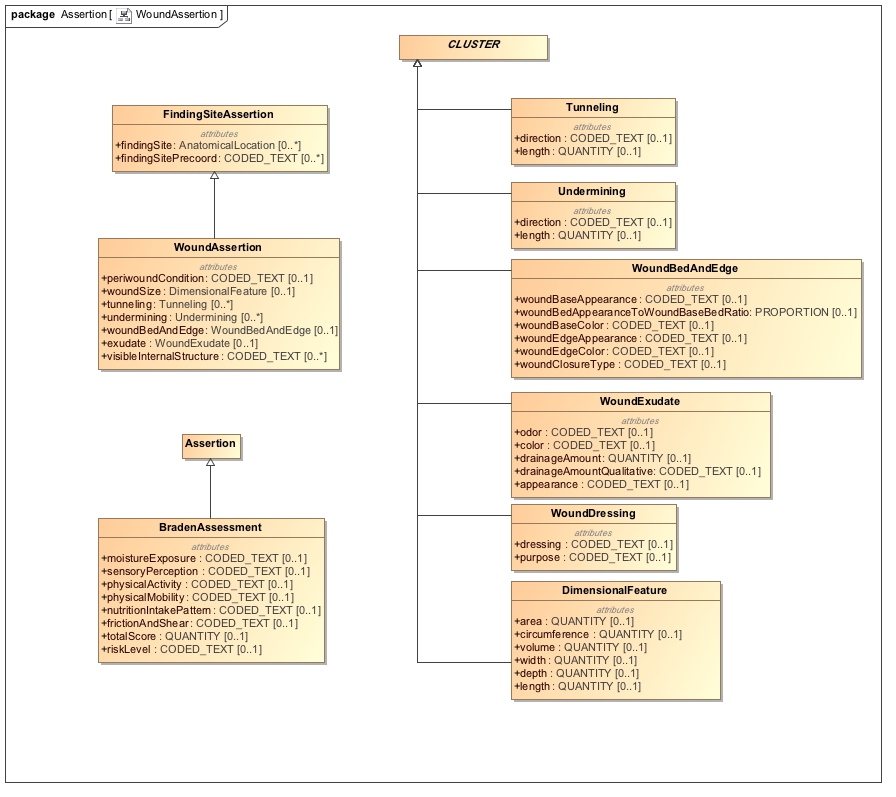 package Assertion [ WoundAssertion ]
CLUSTER
FindingSiteAssertion
attributes
+findingSite : AnatomicalLocation [0..*]
+findingSitePrecoord : CODED_TEXT [0..*]
WoundAssertion
attributes
+periwoundCondition : CODED_TEXT [0..1]
+woundSize : DimensionalFeature [0..1]
+tunneling : Tunneling [0..*]
+undermining : Undermining [0..*]
+woundBedAndEdge : WoundBedAndEdge [0..1]
+exudate : WoundExudate [0..1]
+visibleInternalStructure : CODED_TEXT [0..*]
Assertion
BradenAssessment
attributes
+moistureExposure : CODED_TEXT [0..1]
+sensoryPerception : CODED_TEXT [0..1]
+physicalActivity : CODED_TEXT [0..1]
+physicalMobility : CODED_TEXT [0..1]
+nutritionIntakePattern : CODED_TEXT [0..1]
+frictionAndShear : CODED_TEXT [0..1]
+totalScore : QUANTITY [0..1]
+riskLevel : CODED_TEXT [0..1]
Tunneling
attributes
+direction : CODED_TEXT [0..1]
+length : QUANTITY [0..1]
Undermining
attributes
+direction : CODED_TEXT [0..1]
+length : QUANTITY [0..1]
WoundBedAndEdge
attributes
+woundBaseAppearance : CODED_TEXT [0..1]
+woundBedAppearanceToWoundBaseBedRatio : PROPORTION [0..1]
+woundBaseColor : CODED_TEXT [0..1]
+woundEdgeAppearance : CODED_TEXT [0..1]
+woundEdgeColor : CODED_TEXT [0..1]
+woundClosureType : CODED_TEXT [0..1]
WoundExudate
attributes
+odor : CODED_TEXT [0..1]
+color : CODED_TEXT [0..1]
+drainageAmount : QUANTITY [0..1]
+drainageAmountQualitative : CODED_TEXT [0..1]
+appearance : CODED_TEXT [0..1]
WoundDressing
attributes
+dressing : CODED_TEXT [0..1]
+purpose : CODED_TEXT [0..1]
DimensionalFeature
attributes
+area : QUANTITY [0..1]
+circumference : QUANTITY [0..1]
+volume : QUANTITY [0..1]
+width : QUANTITY [0..1]
+depth : QUANTITY [0..1]
+length : QUANTITY [0..1]